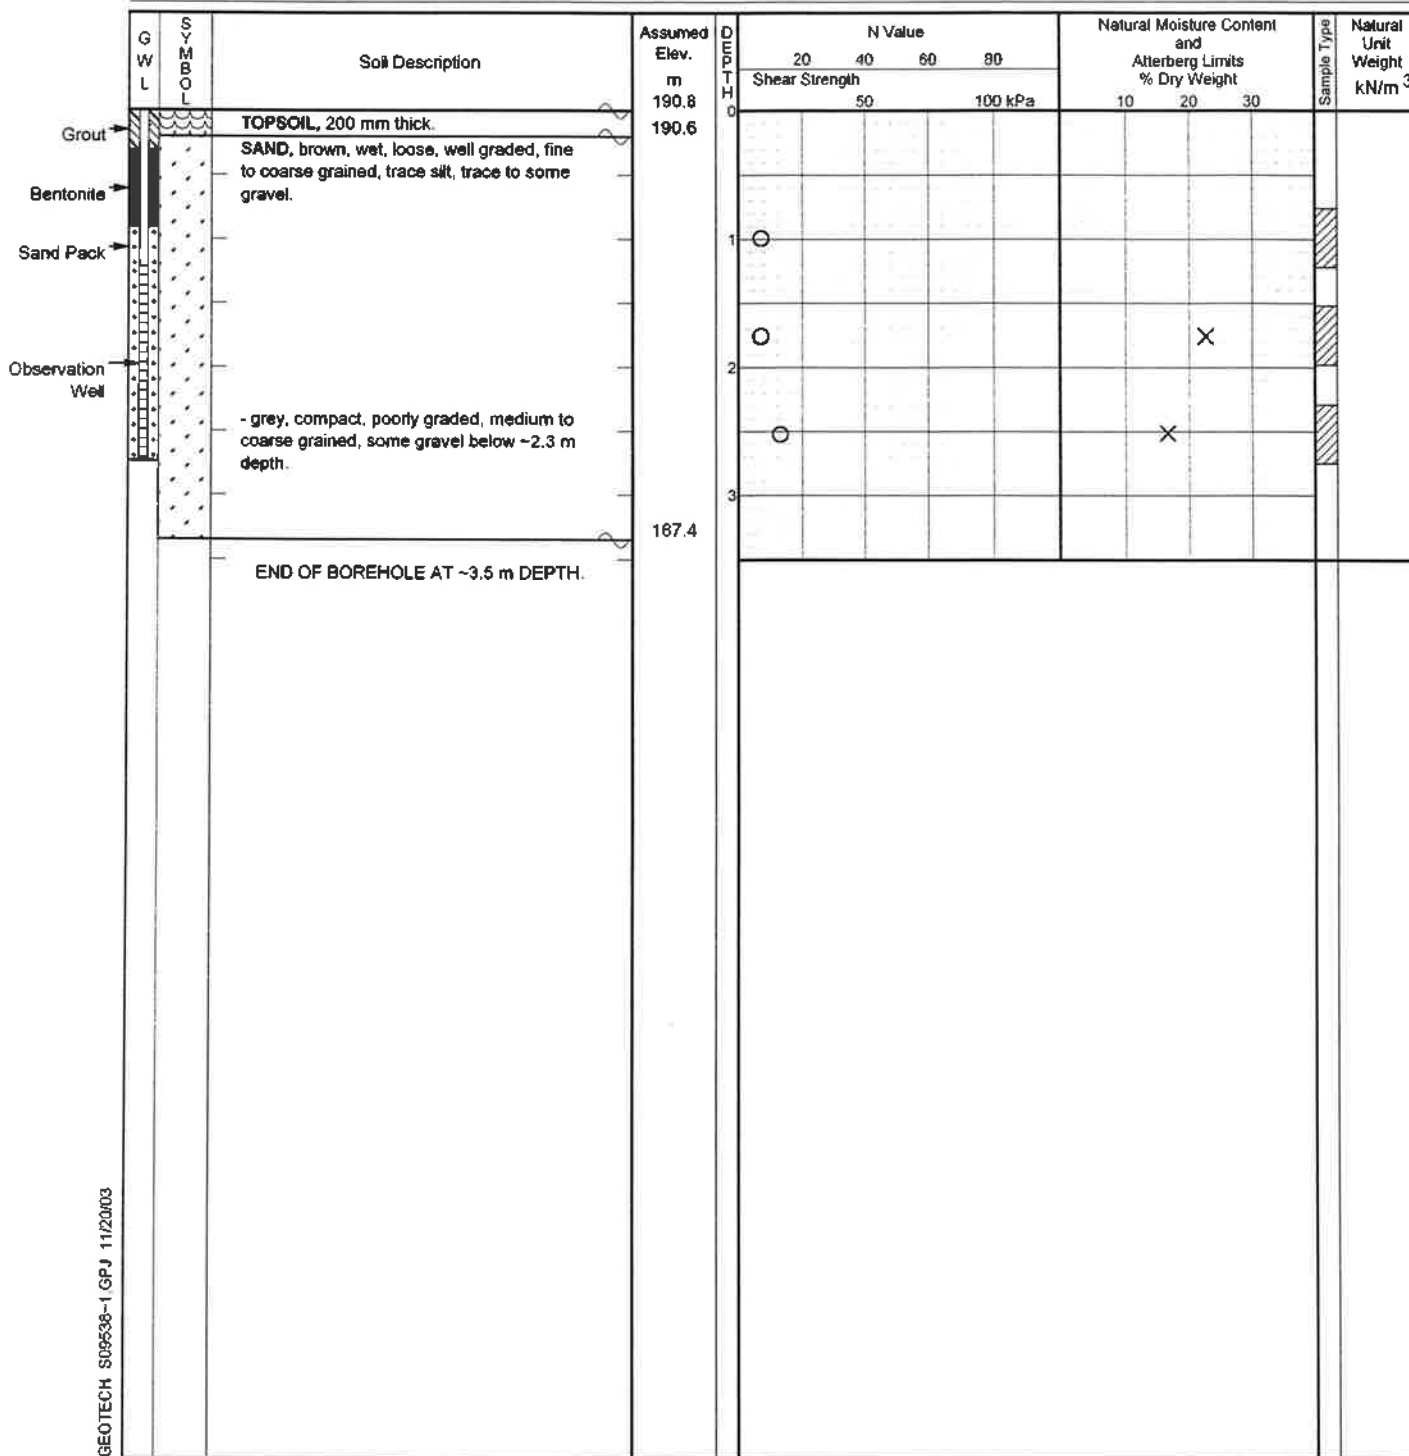 G W L
SYMBOL
Soil Description
Assumed
Elev.
m
190.8
DEPTH
N Value
20 40 60 80
Shear Strength
50 100 kPa
Natural Moisture Content
and
Atterberg Limits
% Dry Weight
10 20 30
Sample Type
Natural
Unit
Weight
kN/m 3
0
Grout
TOPSOIL, 200 mm thick.
190.6
SAND, brown, wet, loose, well graded, fine
to coarse grained, trace silt, trace to some
gravel.
Bentonite
Sand Pack
1
Observation
Well
2
- grey, compact, poorly graded, medium to
coarse grained, some gravel below ~2.3 m
depth.
3
187.4
END OF BOREHOLE AT ~3.5 m DEPTH.
GEOTECH S09538-1.GPJ 11/20/03